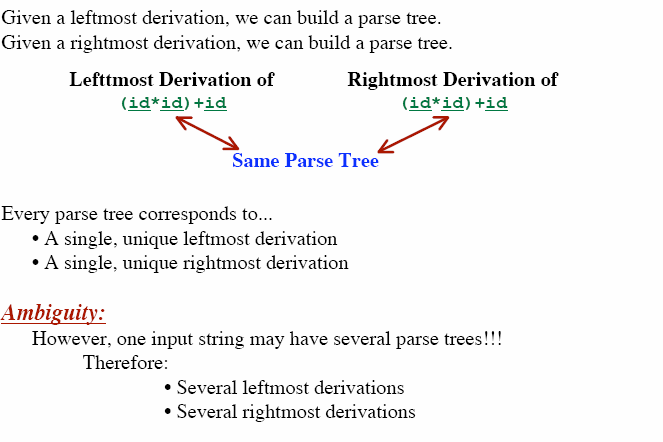 Given a leftmost derivation, we can build a parse tree.
Given a rightmost derivation, we can build a parse tree.
Lefttmost Derivation of Rightmost Derivation of
(id*id)+id (id*id)+id
Same Parse Tree
Every parse tree corresponds to...
• A single, unique leftmost derivation
• A single, unique rightmost derivation
Ambiguity:
However, one input string may have several parse trees!!!
Therefore:
• Several leftmost derivations
• Several rightmost derivations